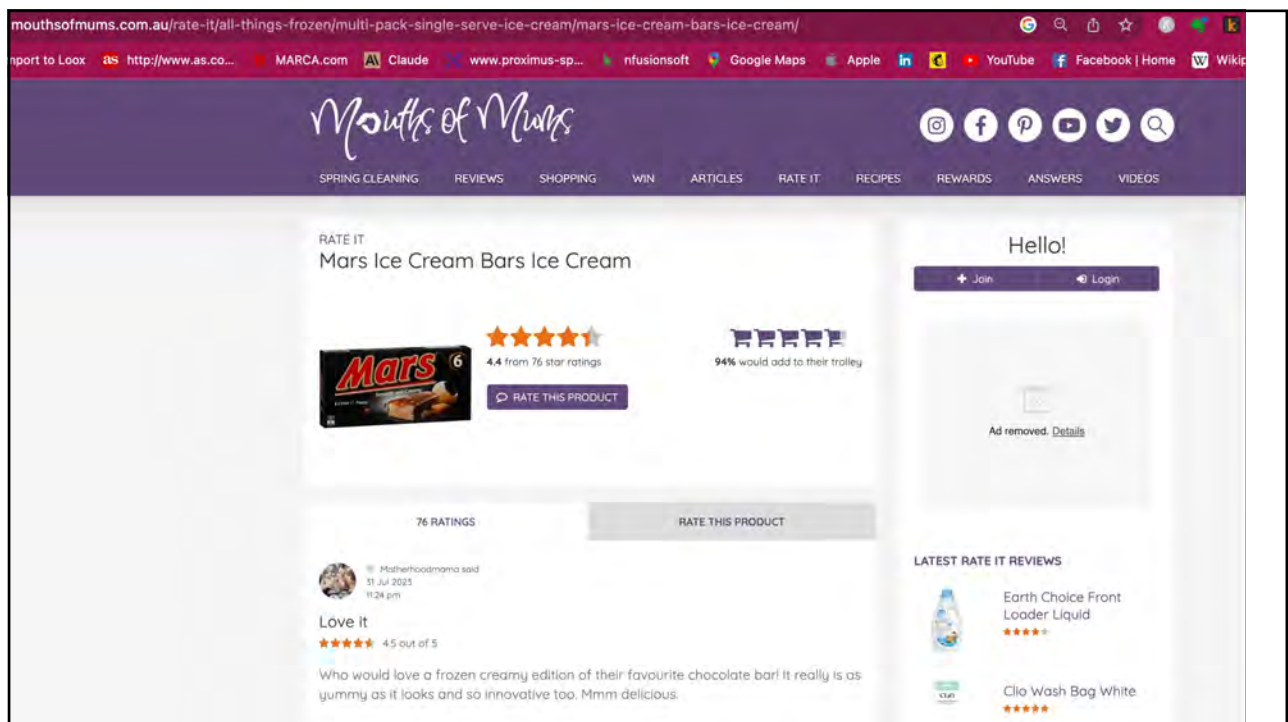 mouthsofmums.com.au/rate-it/all-things-frozen/multi-pack-single-serve-ice-cream/mars-ice-cream-bars-ice-cream/
nport to Loox as http://www.as.co... MARCA.com A\ Claude www.proximus-sp... nfusionsoft Google Maps Apple in YouTube Facebook | Home W Wikip
Mouths of Mums
SPRING CLEANING REVIEWS SHOPPING WIN ARTICLES RATE IT RECIPES REWARDS ANSWERS VIDEOS
RATE IT
Mars Ice Cream Bars Ice Cream
Mars 6
4.4 from 76 star ratings
94% would add to their trolley
RATE THIS PRODUCT
76 RATINGS
RATE THIS PRODUCT
Motherhoodmama said
31 Jul 2023
11:24 pm
Love it
4.5 out of 5
Who would love a frozen creamy edition of their favourite chocolate bar! It really is as
yummy as it looks and so innovative too. Mmm delicious.
Hello!
Join Login
Ad removed. Details
LATEST RATE IT REVIEWS
Earth Choice Front
Loader Liquid
Clio Wash Bag White